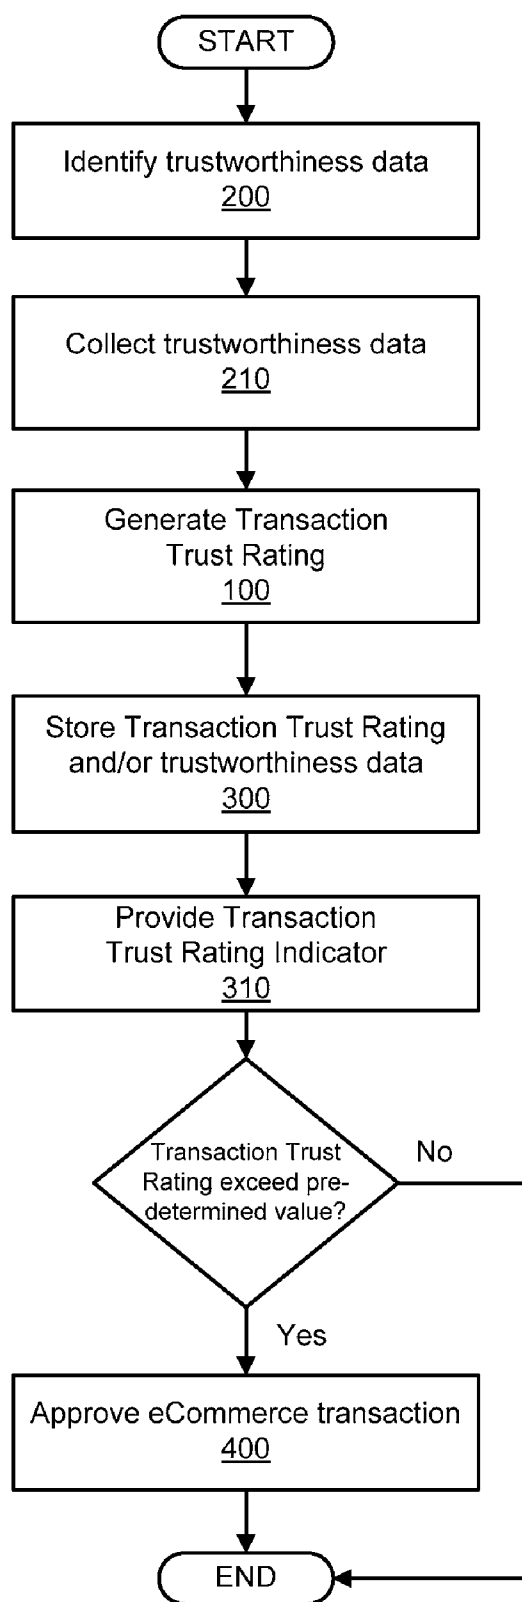 START
Identify trustworthiness data
200
Collect trustworthiness data
210
Generate Transaction
Trust Rating
100
Store Transaction Trust Rating
and/or trustworthiness data
300
Provide Transaction
Trust Rating Indicator
310
Transaction Trust
Rating exceed pre-
determined value?
No
Yes
Approve eCommerce transaction
400
END